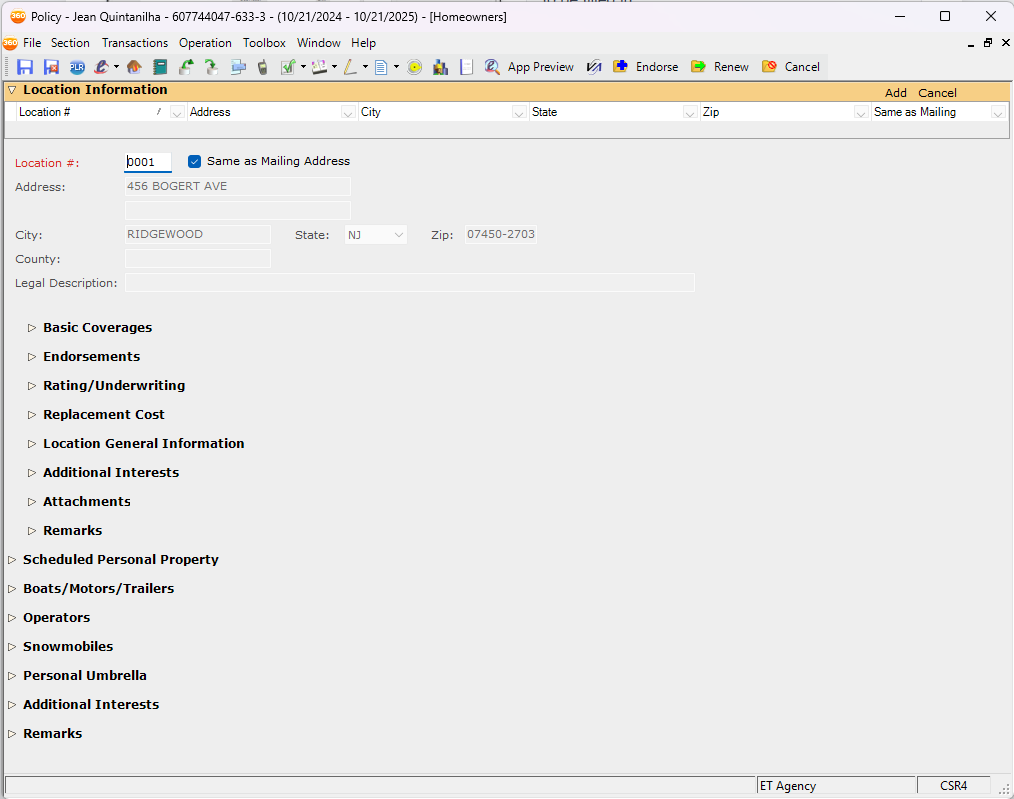 360 Policy - Jean Quintanilha - 607744047-633-3 - (10/21/2024 - 10/21/2025) - [Homeowners]
360 File Section Transactions Operation Toolbox Window Help
PLR App Preview Endorse Renew Cancel
Location Information Add Cancel
Location # / Address City State Zip Same as Mailing
Location #: 0001 Same as Mailing Address
Address: 456 BOGERT AVE
City: RIDGEWOOD State: NJ Zip: 07450-2703
County:
Legal Description:
Basic Coverages
Endorsements
Rating/Underwriting
Replacement Cost
Location General Information
Additional Interests
Attachments
Remarks
Scheduled Personal Property
Boats/Motors/Trailers
Operators
Snowmobiles
Personal Umbrella
Additional Interests
Remarks
ET Agency CSR4